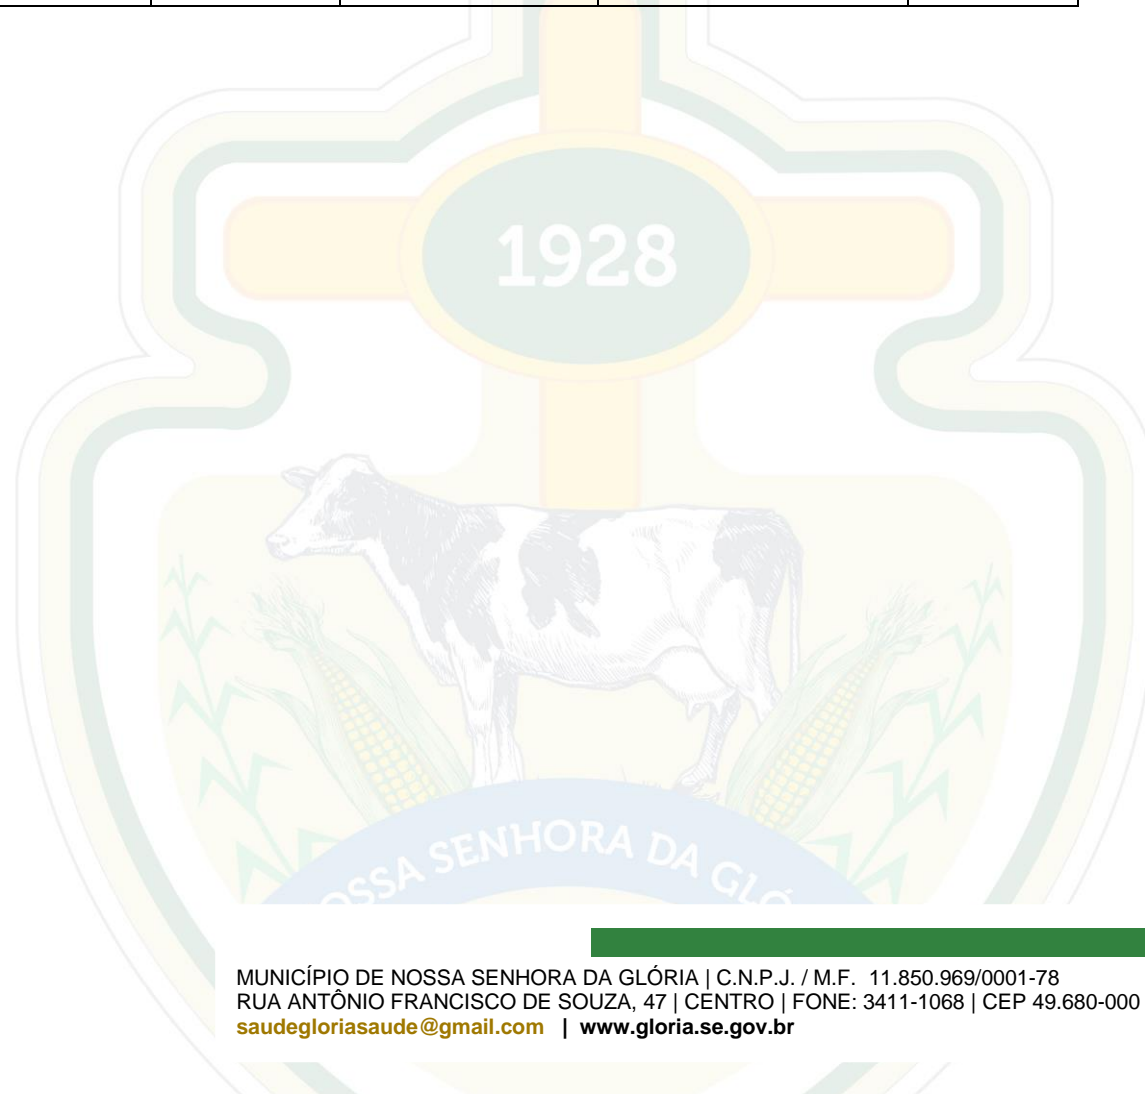 1928
NOSSA SENHORA DA GLÓ
MUNICÍPIO DE NOSSA SENHORA DA GLÓRIA | C.N.P.J. / M.F. 11.850.969/0001-78
RUA ANTÔNIO FRANCISCO DE SOUZA, 47 | CENTRO | FONE: 3411-1068 | CEP 49.680-000
saudegloriasaude@gmail.com | www.gloria.se.gov.br